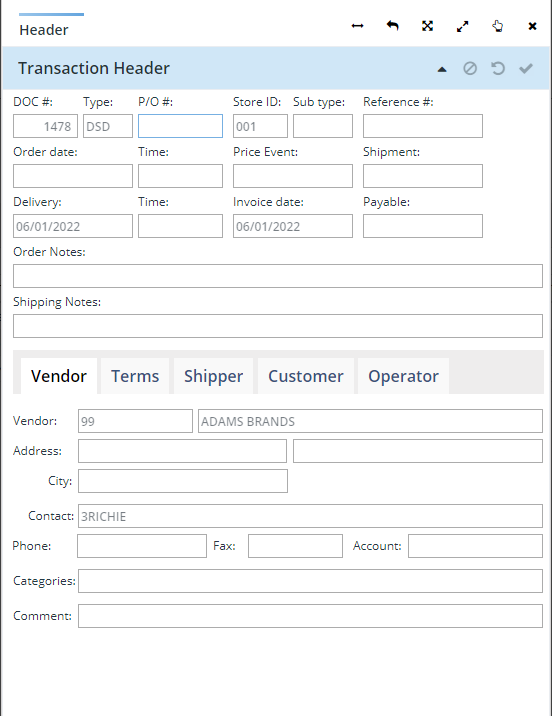 Header
Transaction Header
DOC #: Type: P/O #: Store ID: Sub type: Reference #:
1478 DSD 001
Order date: Time: Price Event: Shipment:
Delivery: Time: Invoice date: Payable:
06/01/2022 06/01/2022
Order Notes:
Shipping Notes:
Vendor Terms Shipper Customer Operator
Vendor: 99 ADAMS BRANDS
Address:
City:
Contact: 3RICHIE
Phone: Fax: Account:
Categories:
Comment: